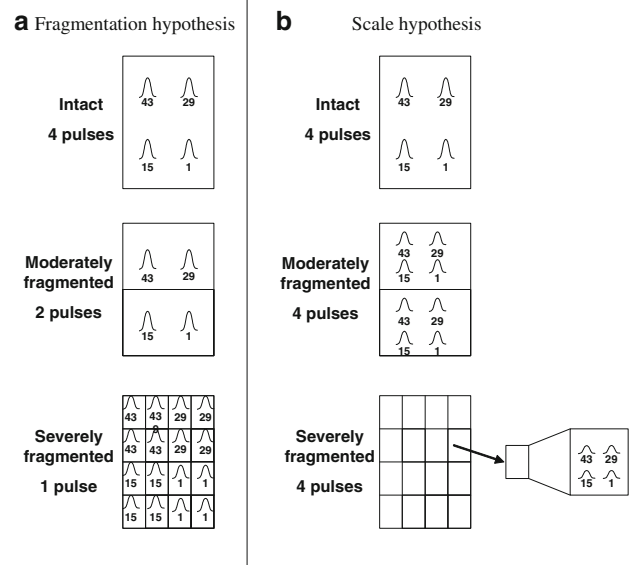 a Fragmentation hypothesis
Intact
4 pulses
43 29
15 1
Moderately
fragmented
2 pulses
43 29
15 1
Severely
fragmented
1 pulse
43 43 29 29
9
43 43 29 29
15 15 1 1
15 15 1 1
b Scale hypothesis
Intact
4 pulses
43 29
15 1
Moderately
fragmented
4 pulses
43 29
15 1
43 29
15 1
Severely
fragmented
4 pulses
43 29
15 1